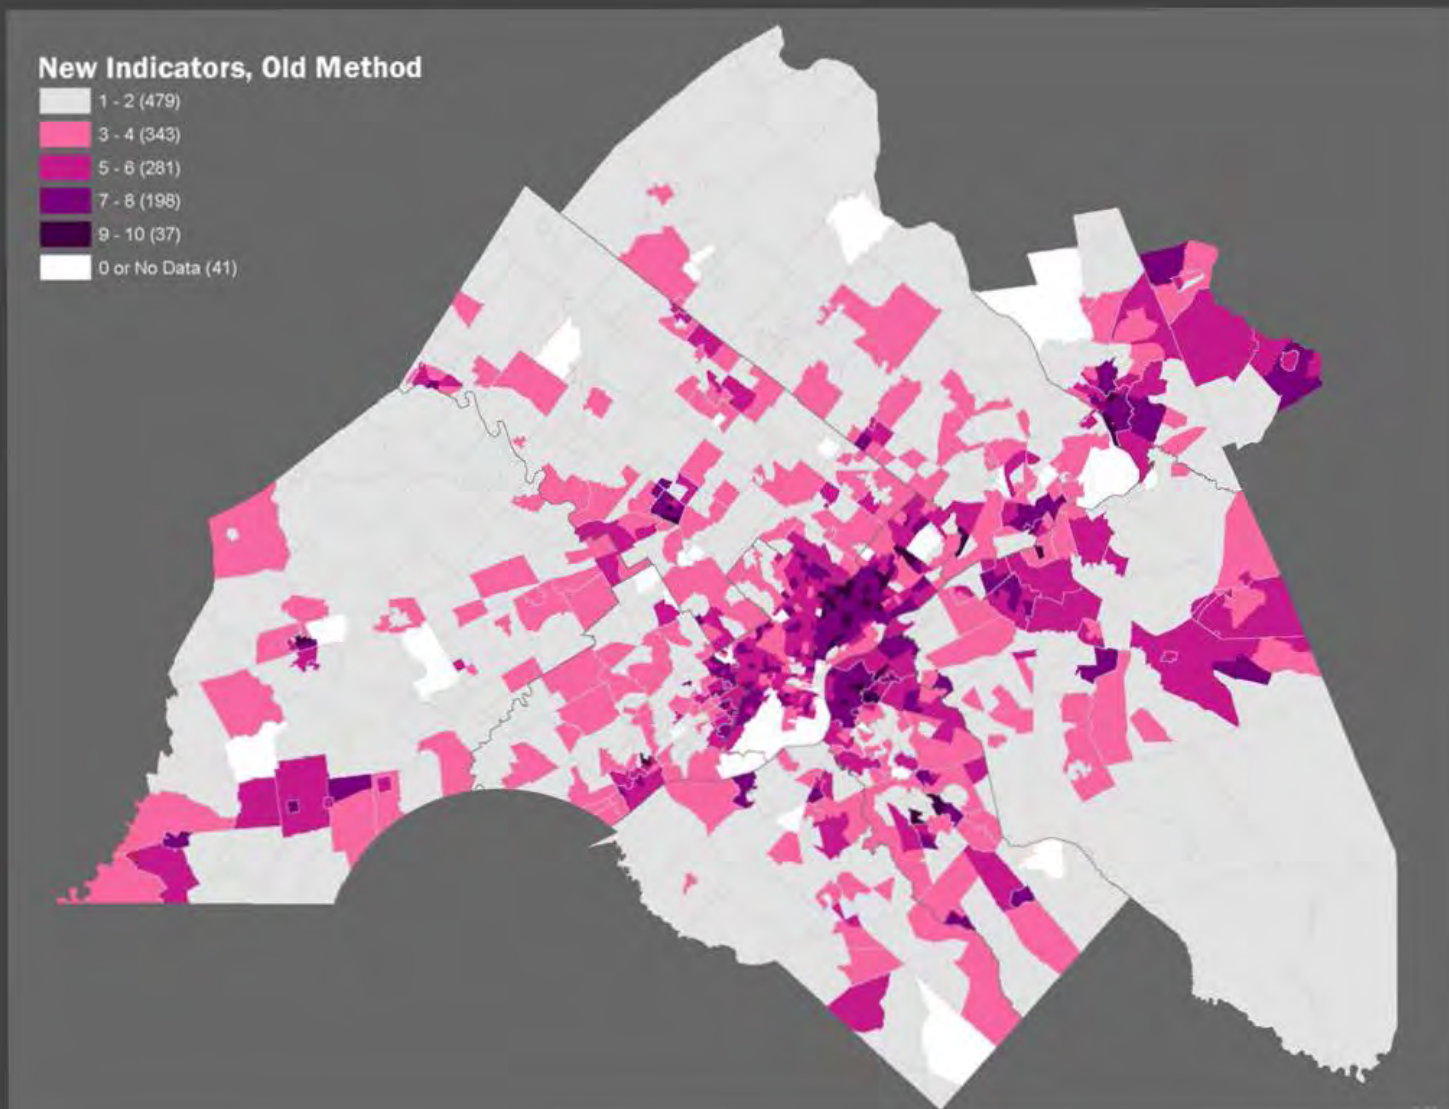 New Indicators, Old Method
1 - 2 (479)
3 - 4 (343)
5 - 6 (281)
7 - 8 (198)
9 - 10 (37)
0 or No Data (41)